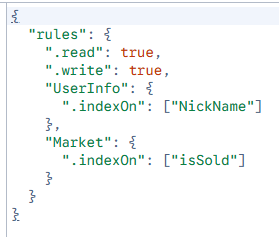 {
  "rules": {
    ".read": true,
    ".write": true,
    "UserInfo": {
      ".indexOn": ["NickName"]
    },
    "Market": {
      ".indexOn": ["isSold"]
    }
  }
}